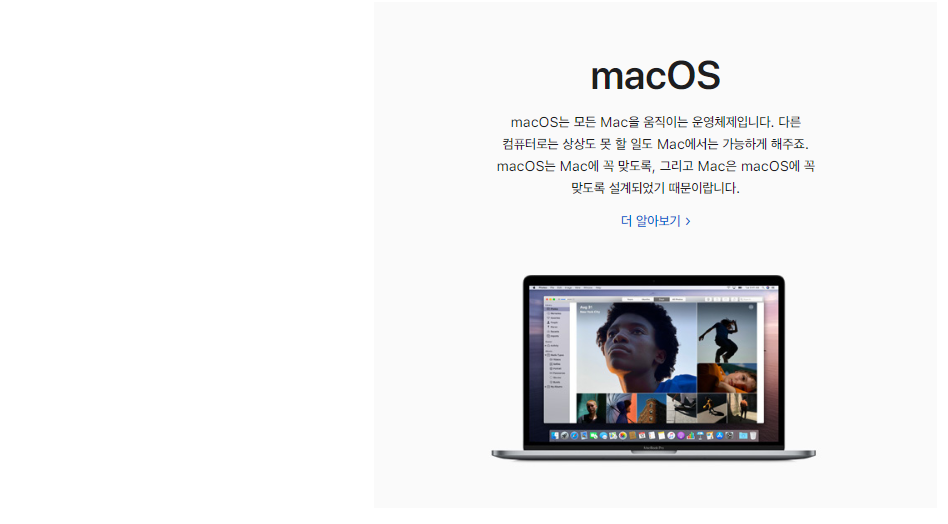 macOS
macOS는 모든 Mac을 움직이는 운영체제입니다. 다른
컴퓨터로는 상상도 못 할 일도 Mac에서는 가능하게 해주죠.
macOS는 Mac에 꼭 맞도록, 그리고 Mac은 macOS에 꼭
맞도록 설계되었기 때문이랍니다.
더 알아보기 >
MacBook Pro